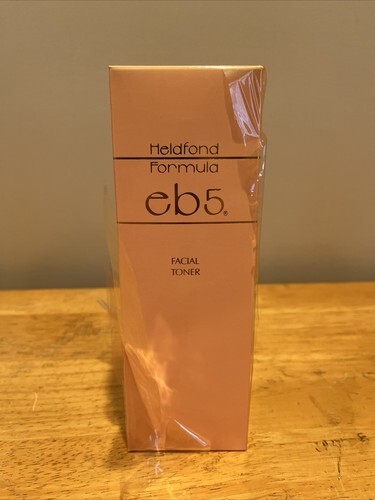 Heldfond
Formula
eb5®
FACIAL
TONER